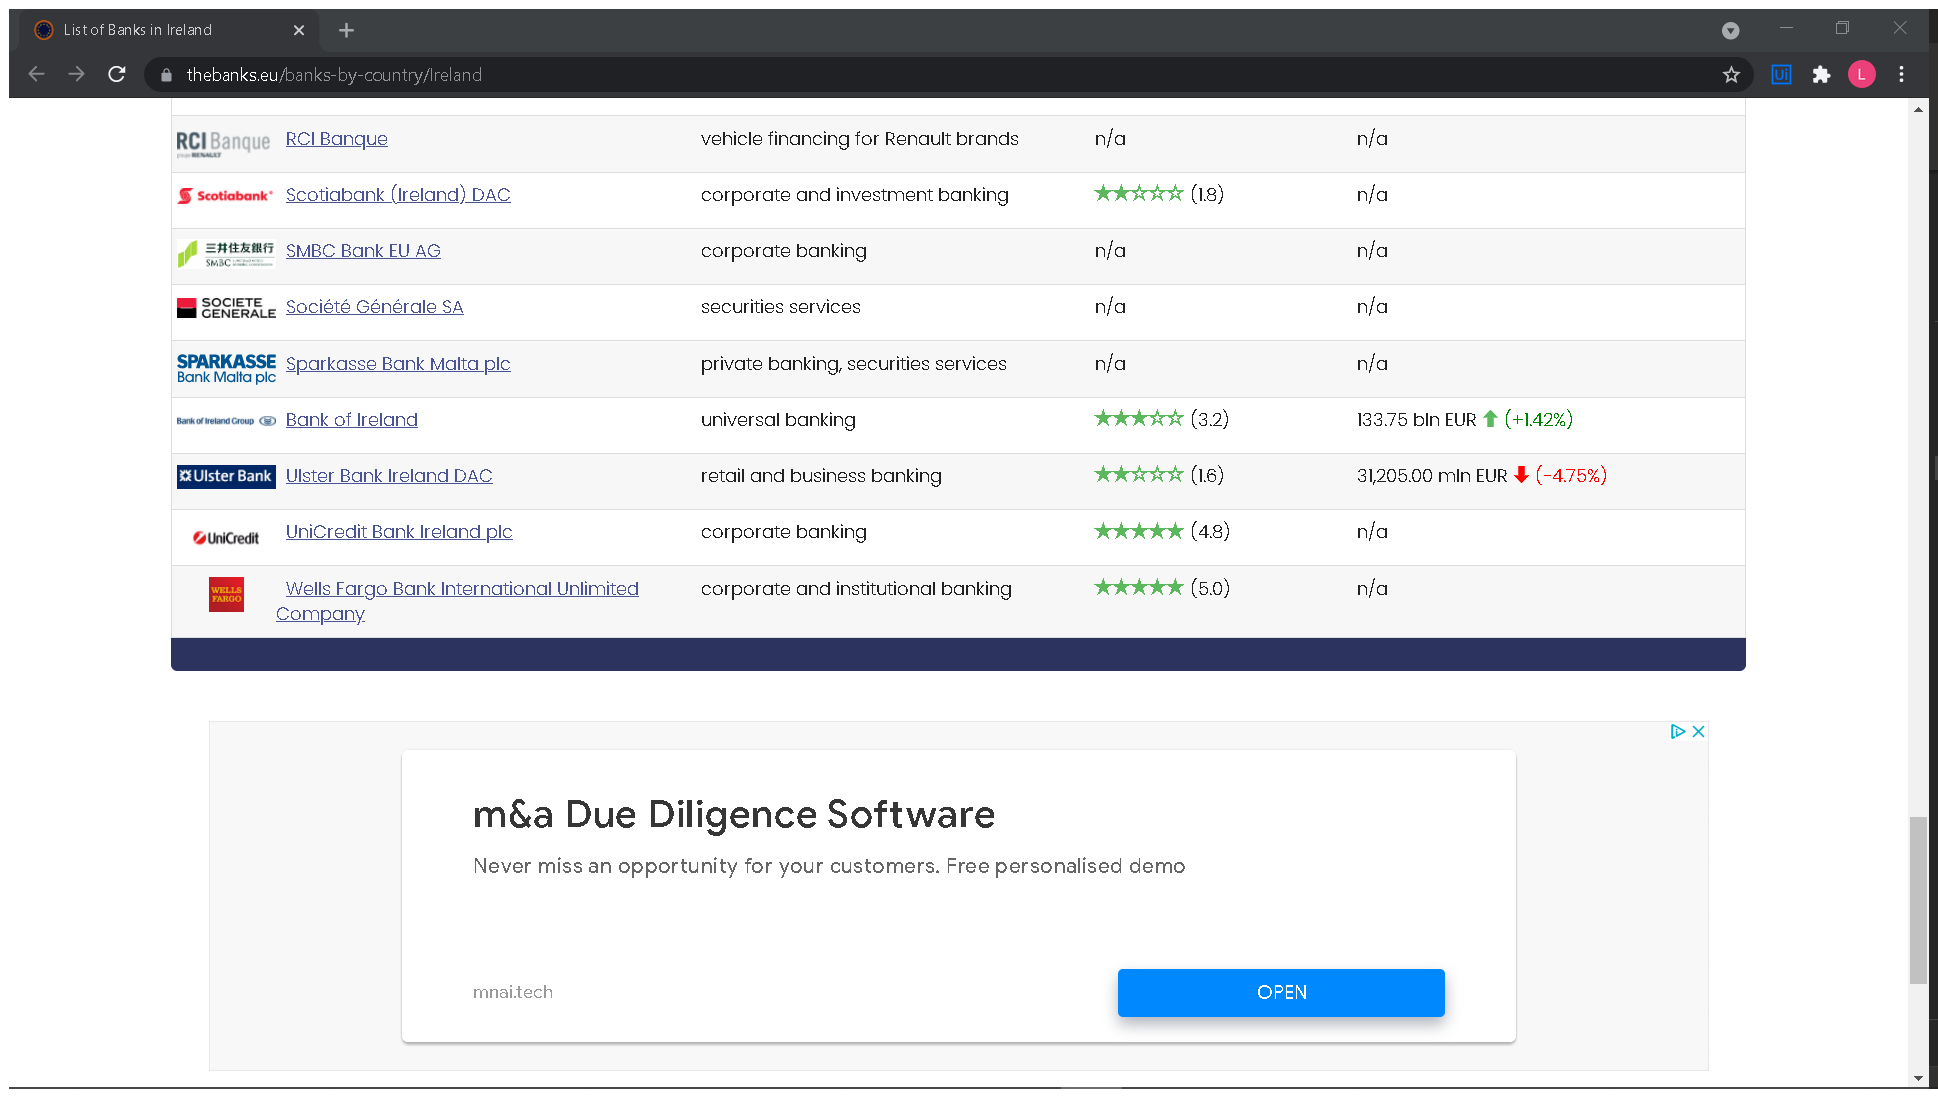 List of Banks in Ireland
thebanks.eu/banks-by-country/Ireland
Ui
L
RCI Banque RCI Banque vehicle financing for Renault brands n/a n/a
Scotiabank Scotiabank (Ireland) DAC corporate and investment banking (1.8) n/a
三井住友銀行
SMBC SMBC Bank EU AG corporate banking n/a n/a
SOCIETE
GENERALE Société Générale SA securities services n/a n/a
SPARKASSE
Bank Malta plc Sparkasse Bank Malta plc private banking, securities services n/a n/a
Bank of Ireland Group Bank of Ireland universal banking (3.2) 133.75 bln EUR (+1.42%)
Ulster Bank Ulster Bank Ireland DAC retail and business banking (1.6) 31,205.00 mln EUR (-4.75%)
UniCredit UniCredit Bank Ireland plc corporate banking (4.8) n/a
WELLS
FARGO Wells Fargo Bank International Unlimited corporate and institutional banking (5.0) n/a
Company
m&a Due Diligence Software
Never miss an opportunity for your customers. Free personalised demo
mnai.tech OPEN